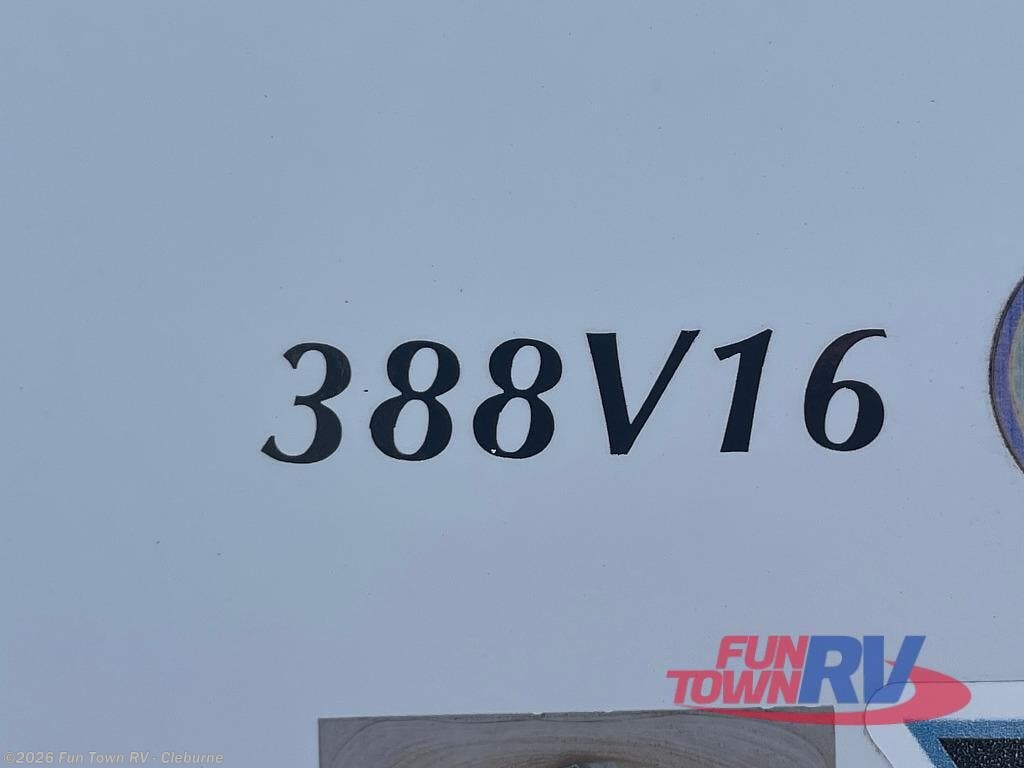 388V16
FUN
TOWN RV
©2026 Fun Town RV - Cleburne